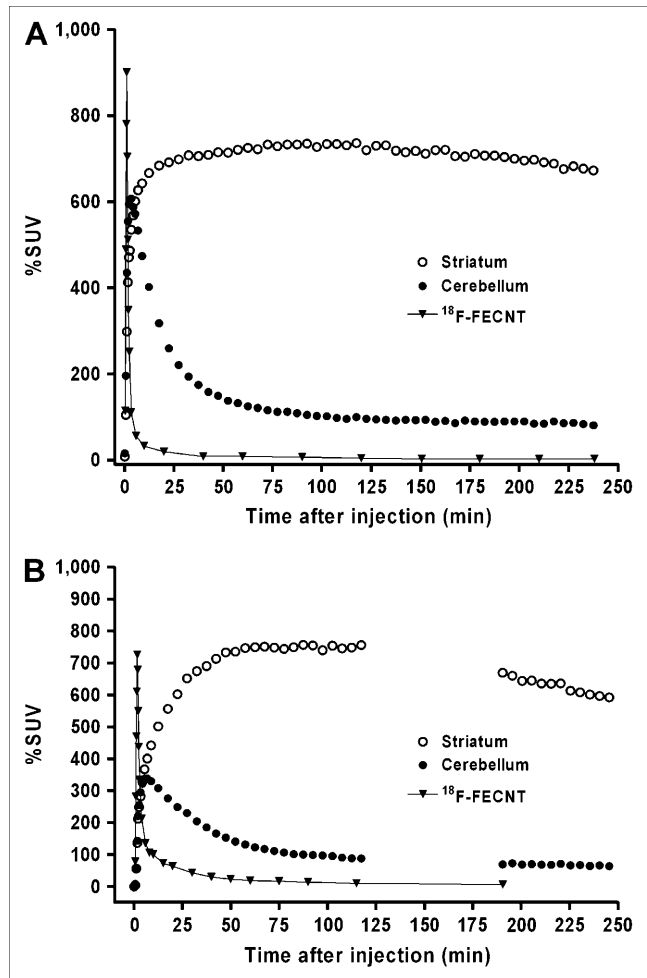 A
1,000
800
600
400
200
0
%SUV
Striatum
Cerebellum
18F-FECNT
0 25 50 75 100 125 150 175 200 225 250
Time after injection (min)
B
1,000
900
800
700
600
500
400
300
200
100
0
%SUV
Striatum
Cerebellum
18F-FECNT
0 25 50 75 100 125 150 175 200 225 250
Time after injection (min)